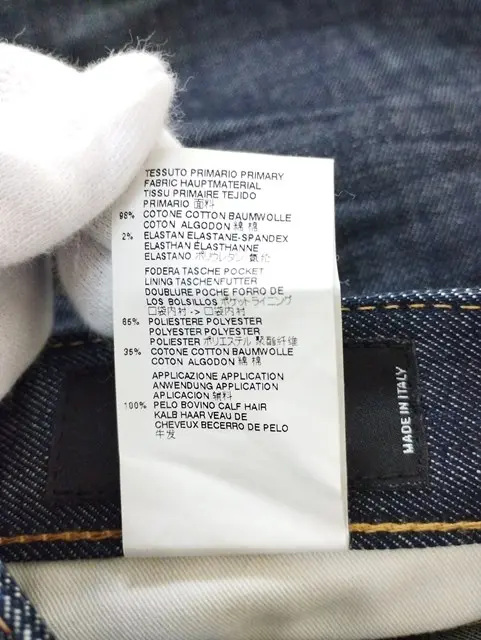 TESSUTO PRIMARIO PRIMARY
FABRIC HAUPTMATERIAL
TISSU PRIMAIRE TEJIDO
PRIMARIO 面料
98% COTONE COTTON BAUMWOLLE
COTON ALGODON 綿 棉
2% ELASTAN ELASTANE-SPANDEX
ELASTHAN ÉLASTHANNE
ELASTANO ポリウレタン 氨纶
FODERA TASCHE POCKET
LINING TASCHENFUTTER
DOUBLURE POCHE FORRO DE
LOS BOLSILLOS ポケットライニング
口袋内衬 -> 口袋内衬
65% POLIESTERE POLYESTER
POLYESTER POLYESTER
POLIESTER ポリエステル 聚酯纤维
35% COTONE COTTON BAUMWOLLE
COTON ALGODON 綿 棉
APPLICAZIONE APPLICATION
ANWENDUNG APPLICATION
APLICACION 辅料
100% PELO BOVINO CALF HAIR
KALB HAAR VEAU DE
CHEVEUX BECERRO DE PELO
牛发
MADE IN ITALY